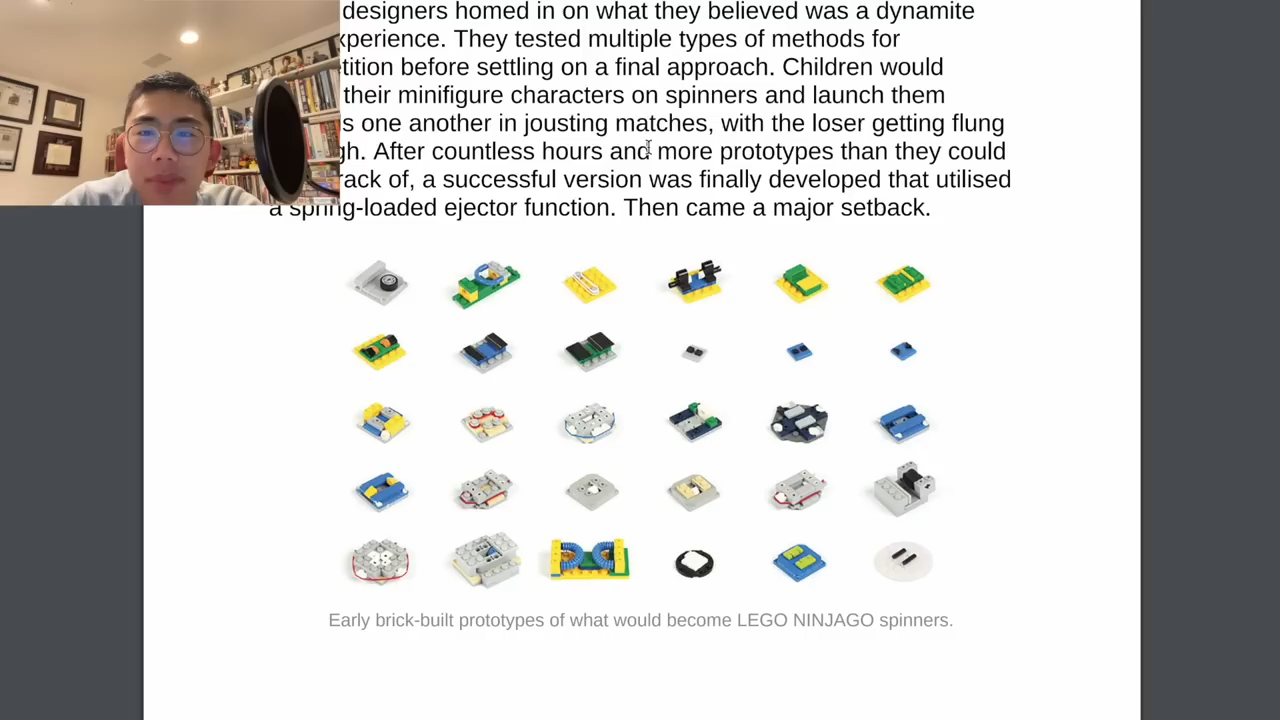 designers homed in on what they believed was a dynamite
experience. They tested multiple types of methods for
before settling on a final approach. Children would
their minifigure characters on spinners and launch them
one another in jousting matches, with the loser getting flung
After countless hours and more prototypes than they could
of, a successful version was finally developed that utilised
a spring-loaded ejector function. Then came a major setback.
Early brick-built prototypes of what would become LEGO NINJAGO spinners.